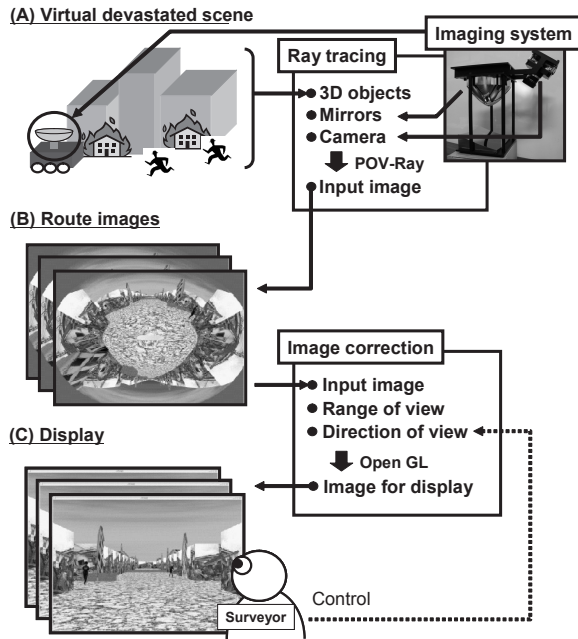 (A) Virtual devastated scene
Imaging system
Ray tracing
3D objects
Mirrors
Camera
POV-Ray
Input image
(B) Route images
Image correction
Input image
Range of view
Direction of view
Open GL
Image for display
(C) Display
Surveyor
Control